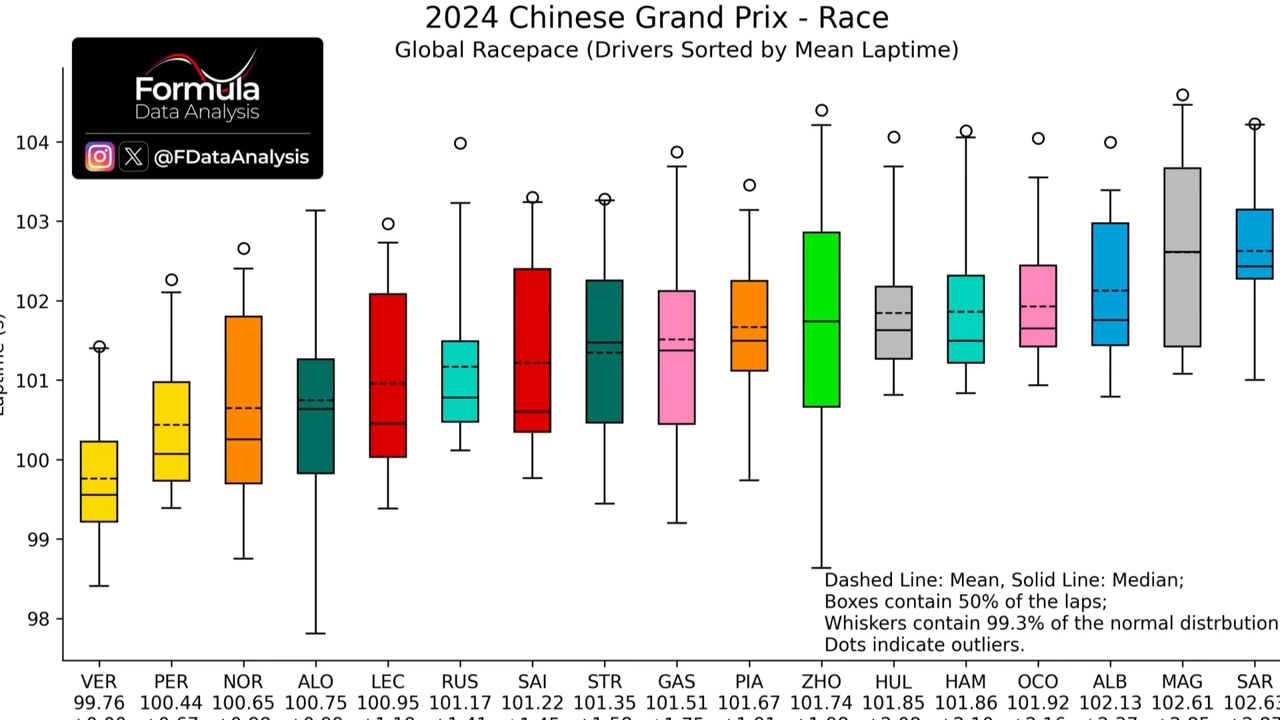 2024 Chinese Grand Prix - Race
Global Racepace (Drivers Sorted by Mean Laptime)
Formula
Data Analysis
@FDataAnalysis
104
103
102
101
100
99
98
Dashed Line: Mean, Solid Line: Median;
Boxes contain 50% of the laps;
Whiskers contain 99.3% of the normal distrbution
Dots indicate outliers.
VER PER NOR ALO LEC RUS SAI STR GAS PIA ZHO HUL HAM OCO ALB MAG SAR
99.76 100.44 100.65 100.75 100.95 101.17 101.22 101.35 101.51 101.67 101.74 101.85 101.86 101.92 102.13 102.61 102.63